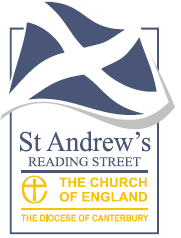 St Andrew's
READING STREET
THE CHURCH
OF ENGLAND
THE DIOCESE OF CANTERBURY